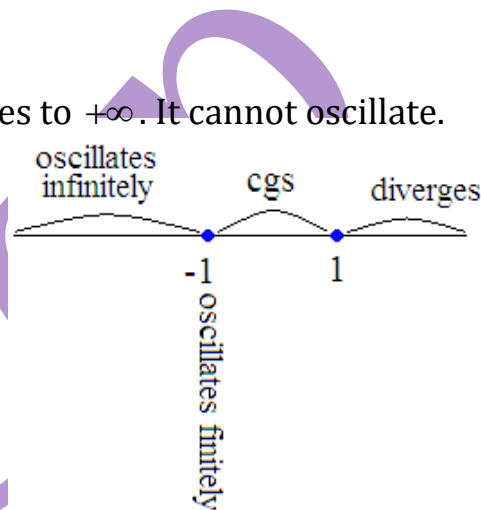 es to +∞. It cannot oscillate.
oscillates
infinitely
cgs
diverges
-1
1
oscillates finitely